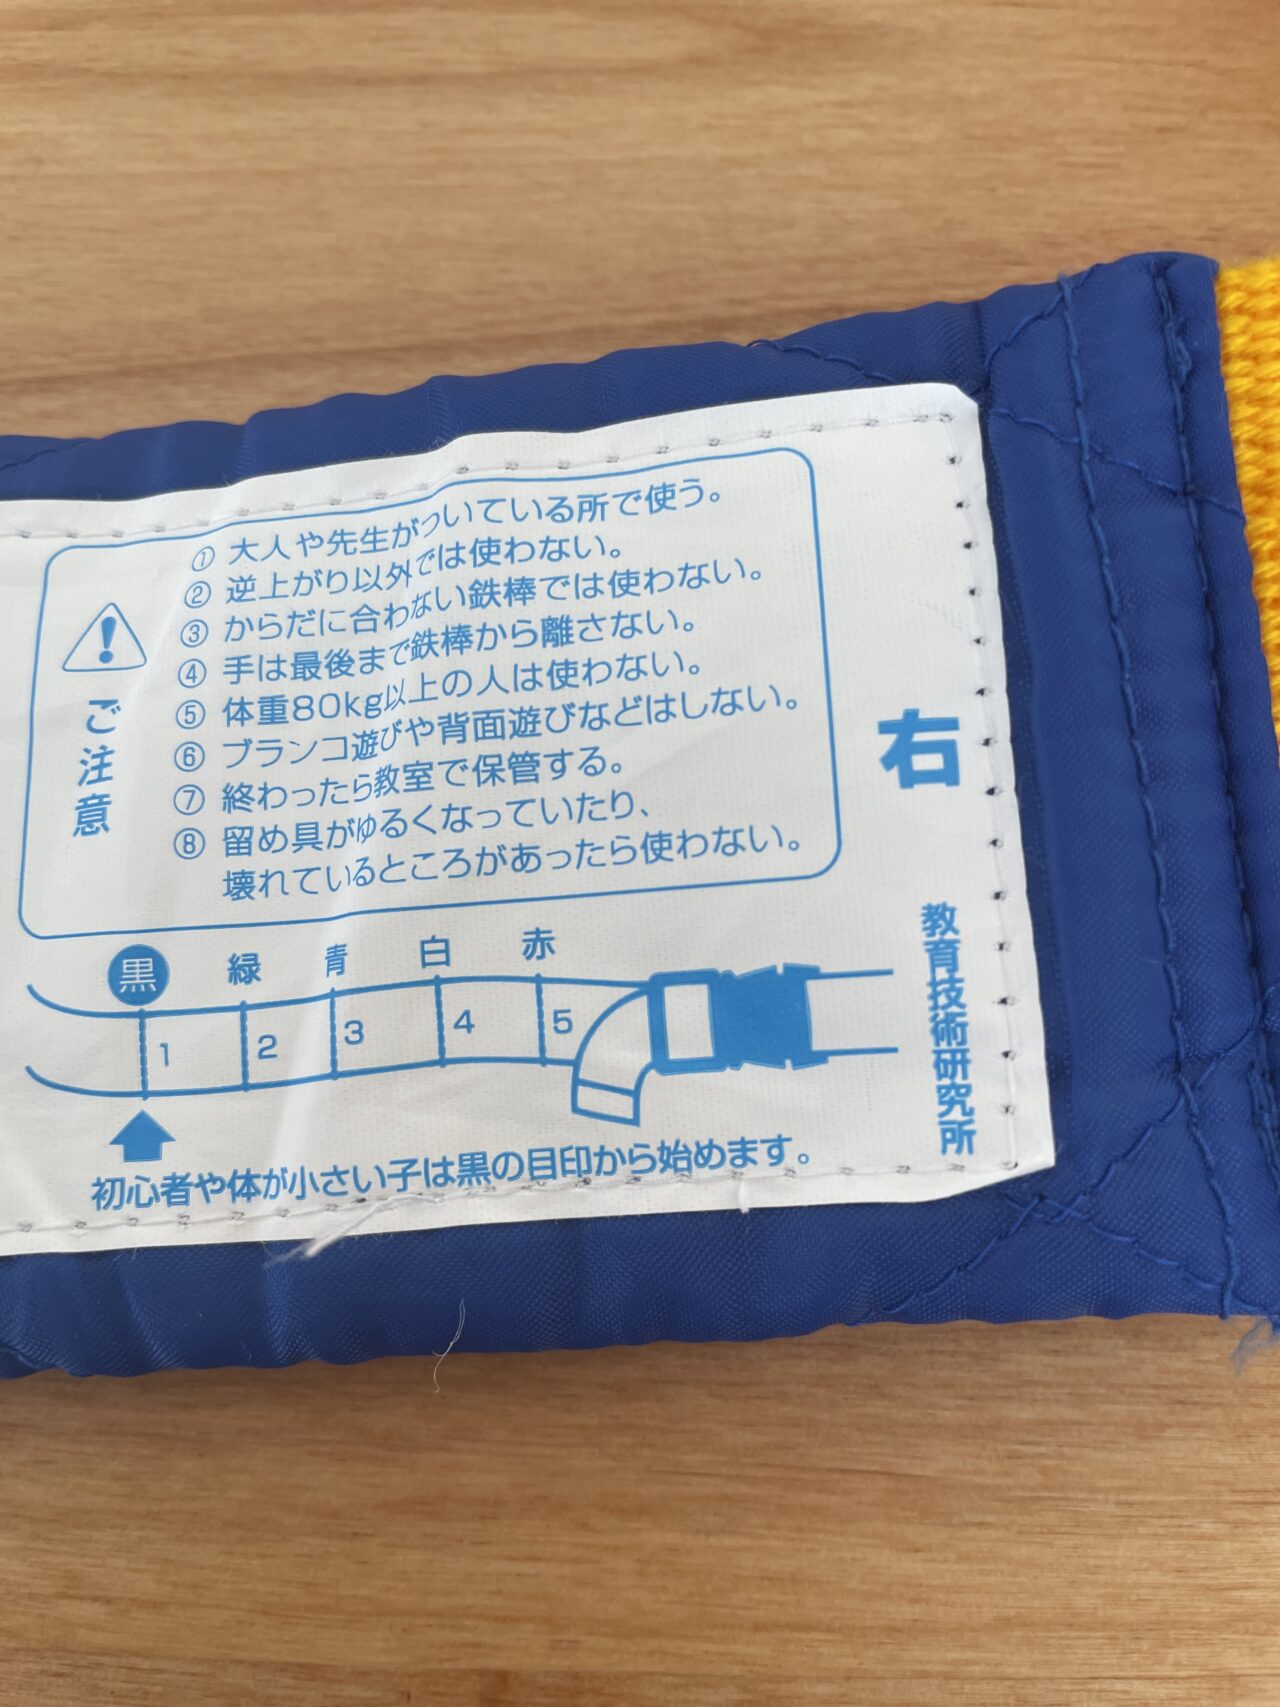 ご注意
① 大人や先生がついている所で使う。
② 逆上がり以外では使わない。
③ からだに合わない鉄棒では使わない。
④ 手は最後まで鉄棒から離さない。
⑤ 体重80kg以上の人は使わない。
⑥ ブランコ遊びや背面遊びなどはしない。
⑦ 終わったら教室で保管する。
⑧ 留め具がゆるくなっていたり、
壊れているところがあったら使わない。
右
黒 緑 青 白 赤
1 2 3 4 5
初心者や体が小さい子は黒の目印から始めます。
教育技術研究所